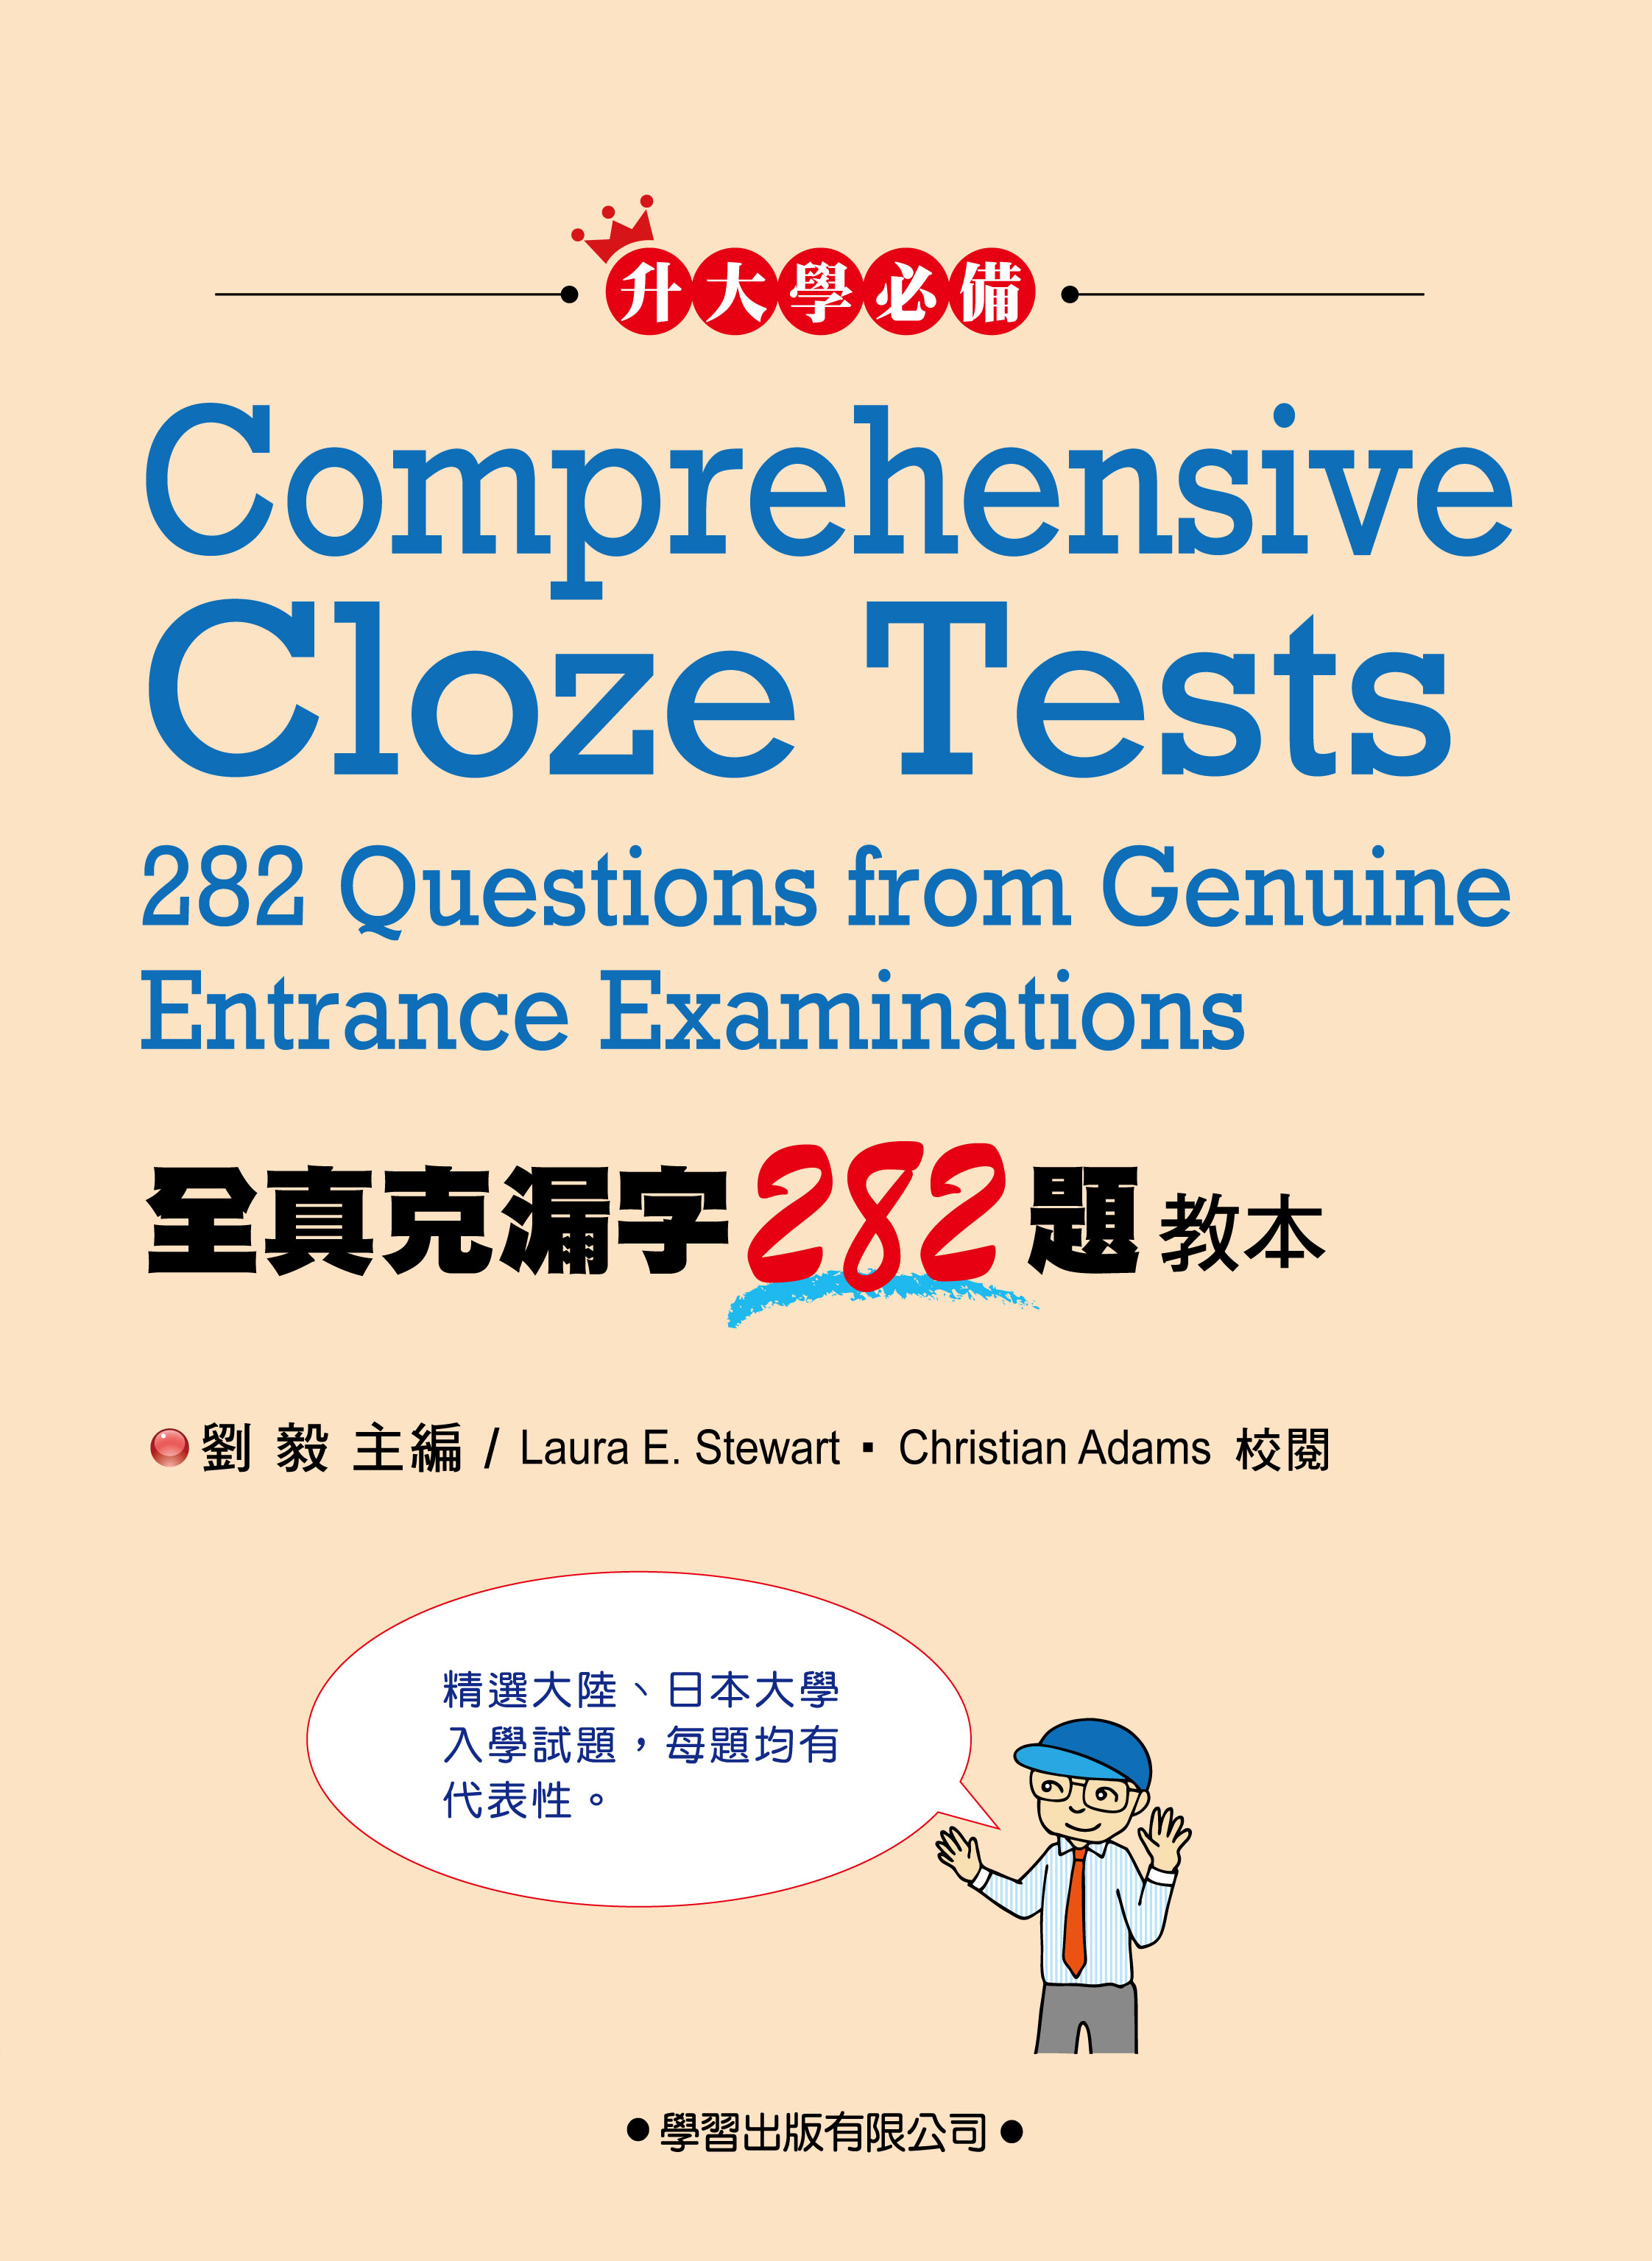 升大學必備
Comprehensive
Cloze Tests
282 Questions from Genuine
Entrance Examinations
全真克漏字282題 教本
劉 毅 主編 / Laura E. Stewart ▪ Christian Adams 校閱
精選大陸、日本大學
入學試題，每題均有
代表性。
●學習出版有限公司●